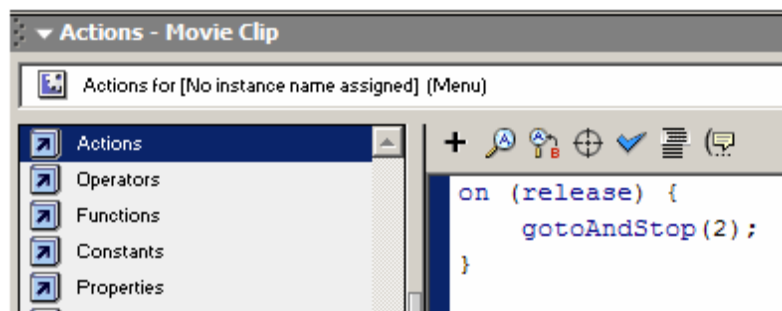 Actions - Movie Clip
Actions for [No instance name assigned] (Menu)
Actions
Operators
Functions
Constants
Properties
on (release) {
gotoAndStop(2);
}